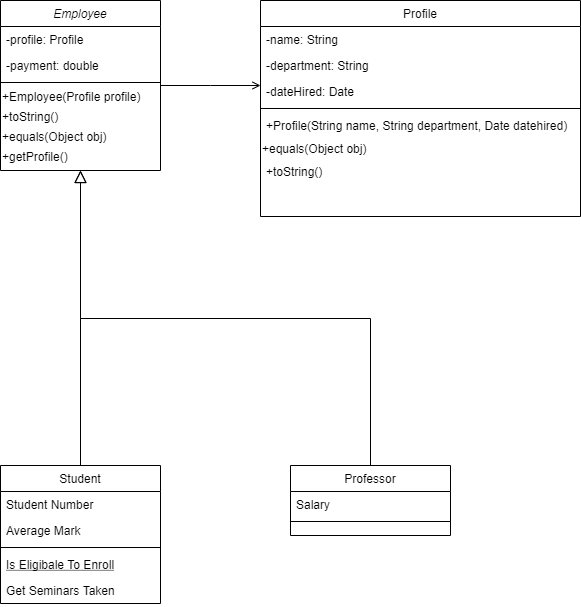 Employee
-profile: Profile
-payment: double
+Employee(Profile profile)
+toString()
+equals(Object obj)
+getProfile()
Profile
-name: String
-department: String
-dateHired: Date
+Profile(String name, String department, Date datehired)
+equals(Object obj)
+toString()
Student
Student Number
Average Mark
Is Eligibale To Enroll
Get Seminars Taken
Professor
Salary